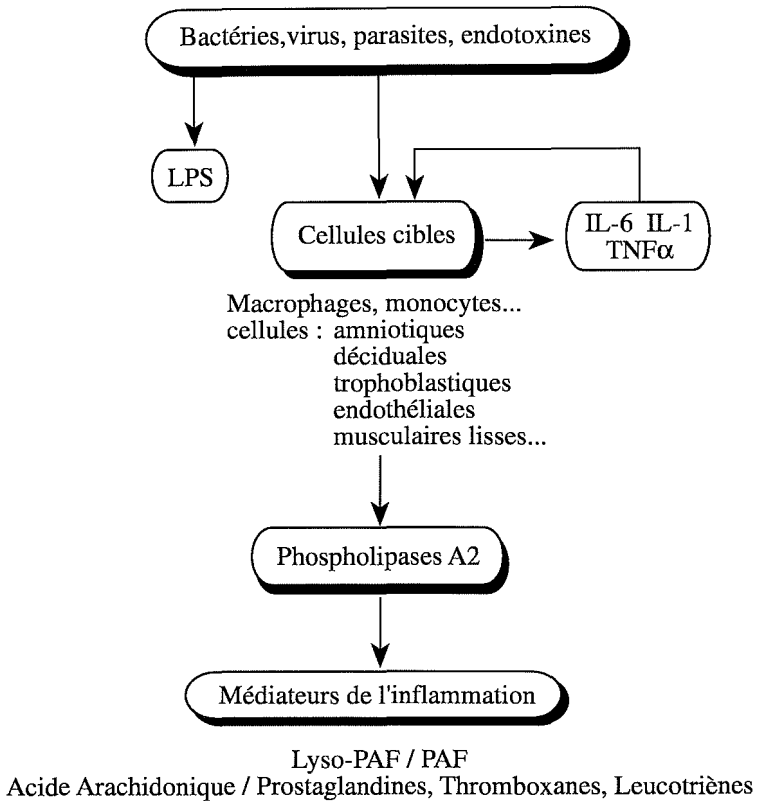 Bactéries,virus, parasites, endotoxines
LPS
Cellules cibles
IL-6 IL-1
TNFα
Macrophages, monocytes...
cellules : amniotiques
déciduales
trophoblastiques
endothéliales
musculaires lisses...
Phospholipases A2
Médiateurs de l'inflammation
Lyso-PAF / PAF
Acide Arachidonique / Prostaglandines, Thromboxanes, Leucotriènes